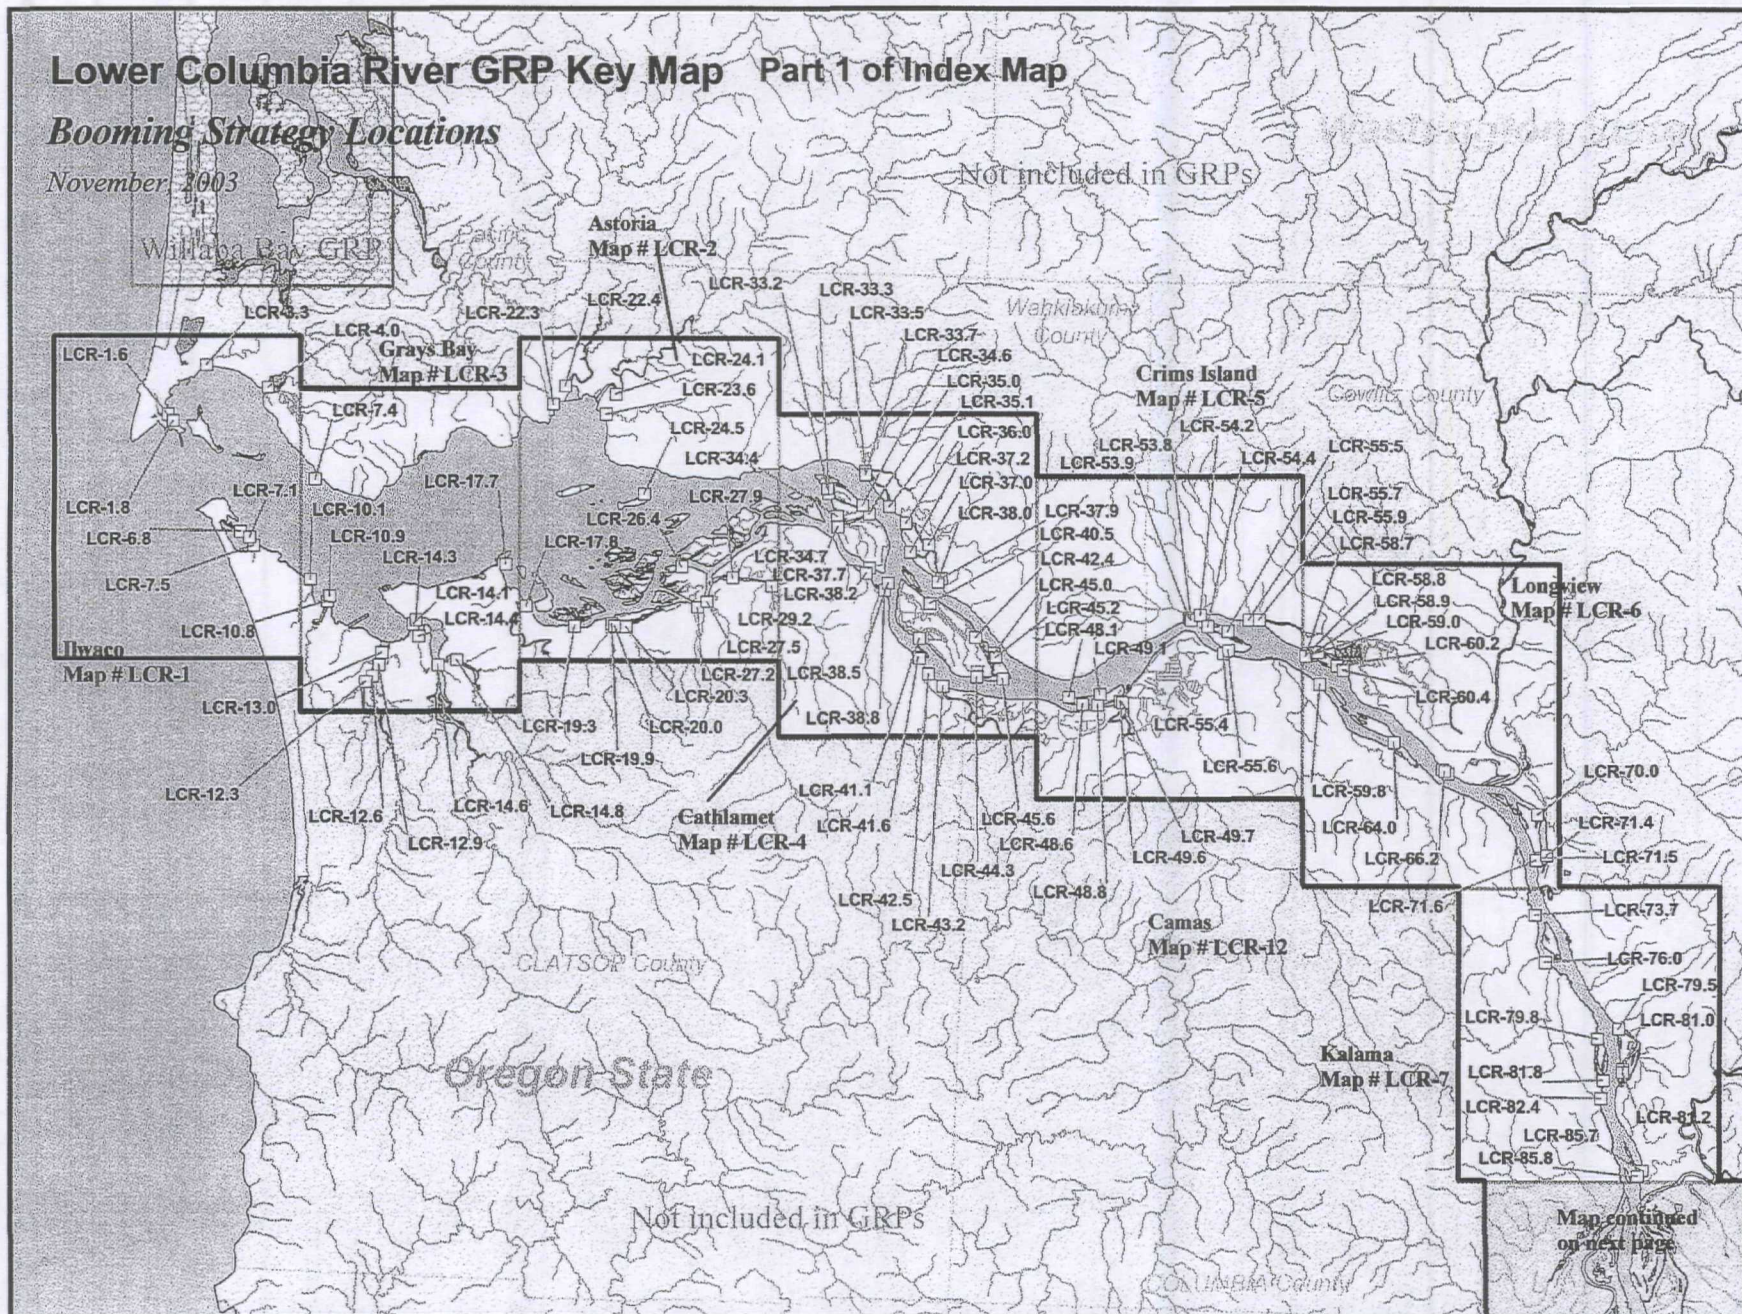 Lower Columbia River GRP Key Map Part 1 of Index Map
Booming Strategy Locations
November, 2003
Washington State
Not included in GRPs
Willapa Bay GRP
Pacific
County
Astoria
Map # LCR-2
Wahkiakum
County
Grays Bay
Map # LCR-3
Crims Island
Map # LCR-5
Cowlitz County
LCR-3.3
LCR-4.0
LCR-1.6
LCR-1.8
LCR-6.8
LCR-7.1
LCR-7.5
LCR-7.4
LCR-10.1
LCR-10.9
LCR-10.8
LCR-14.3
LCR-14.1
LCR-14.4
LCR-17.7
LCR-17.8
LCR-22.3
LCR-22.4
LCR-24.1
LCR-23.6
LCR-24.5
LCR-26.4
LCR-27.9
LCR-34.4
LCR-33.2
LCR-33.3
LCR-33.5
LCR-33.7
LCR-34.6
LCR-35.0
LCR-35.1
LCR-36.0
LCR-37.2
LCR-37.0
LCR-38.0
LCR-37.9
LCR-40.5
LCR-42.4
LCR-45.0
LCR-45.2
LCR-48.1
LCR-49.1
LCR-53.9
LCR-53.8
LCR-54.2
LCR-54.4
LCR-55.5
LCR-55.7
LCR-55.9
LCR-58.7
LCR-58.8
LCR-58.9
LCR-59.0
LCR-60.2
LCR-60.4
Longview
Map # LCR-6
LCR-34.7
LCR-37.7
LCR-38.2
LCR-29.2
LCR-27.5
LCR-27.2
LCR-20.3
LCR-20.0
LCR-19.3
LCR-19.9
LCR-38.5
LCR-38.8
Ilwaco
Map # LCR-1
LCR-13.0
LCR-12.3
LCR-12.6
LCR-12.9
LCR-14.6
LCR-14.8
Cathlamet
Map # LCR-4
LCR-41.1
LCR-41.6
LCR-42.5
LCR-43.2
LCR-44.3
LCR-45.6
LCR-48.6
LCR-48.8
LCR-49.6
LCR-49.7
LCR-55.4
LCR-55.6
LCR-59.8
LCR-64.0
LCR-66.2
LCR-70.0
LCR-71.4
LCR-71.5
LCR-71.6
LCR-73.7
LCR-76.0
Camas
Map # LCR-12
CLATSOP County
Oregon State
Kalama
Map # LCR-7
LCR-79.5
LCR-79.8
LCR-81.0
LCR-81.8
LCR-82.4
LCR-81.2
LCR-85.7
LCR-85.8
Not included in GRPs
COLUMBIA County
Map continued
on next page